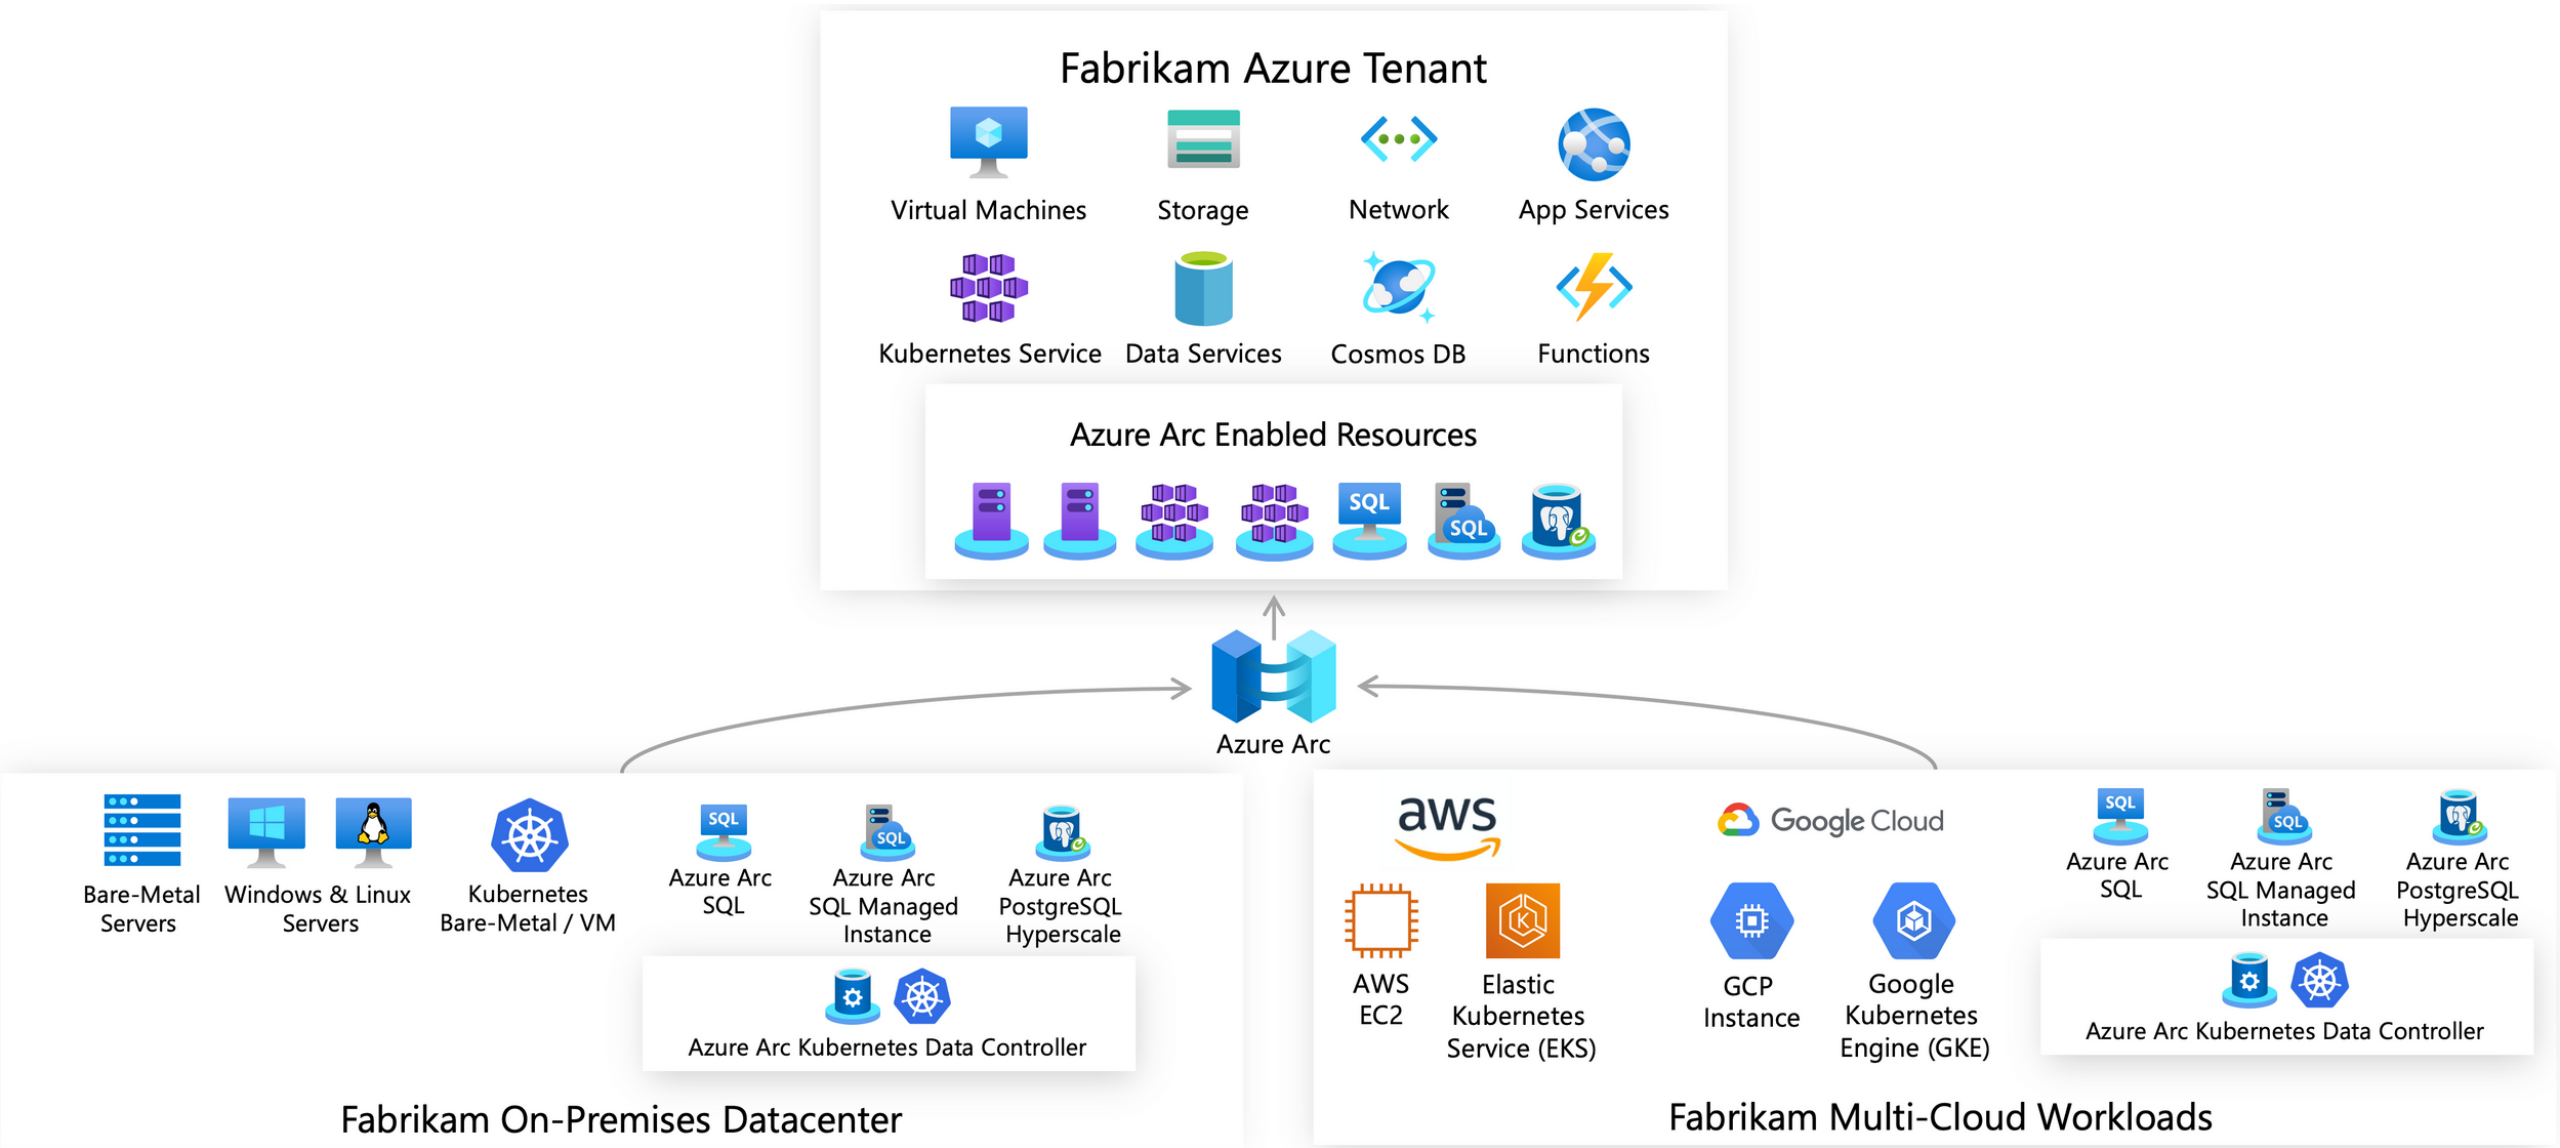 Fabrikam Azure Tenant
Virtual Machines
Storage
Network
App Services
Kubernetes Service
Data Services
Cosmos DB
Functions
Azure Arc Enabled Resources
SQL
SQL
Azure Arc
SQL
Azure Arc
SQL
SQL
Azure Arc
SQL Managed
Instance
Azure Arc
PostgreSQL
Hyperscale
Bare-Metal
Servers
Windows & Linux
Servers
Kubernetes
Bare-Metal / VM
Azure Arc Kubernetes Data Controller
Fabrikam On-Premises Datacenter
aws
AWS
EC2
K
Elastic
Kubernetes
Service (EKS)
Google Cloud
GCP
Instance
Google
Kubernetes
Engine (GKE)
SQL
Azure Arc
SQL
SQL
Azure Arc
SQL Managed
Instance
Azure Arc
PostgreSQL
Hyperscale
Azure Arc Kubernetes Data Controller
Fabrikam Multi-Cloud Workloads